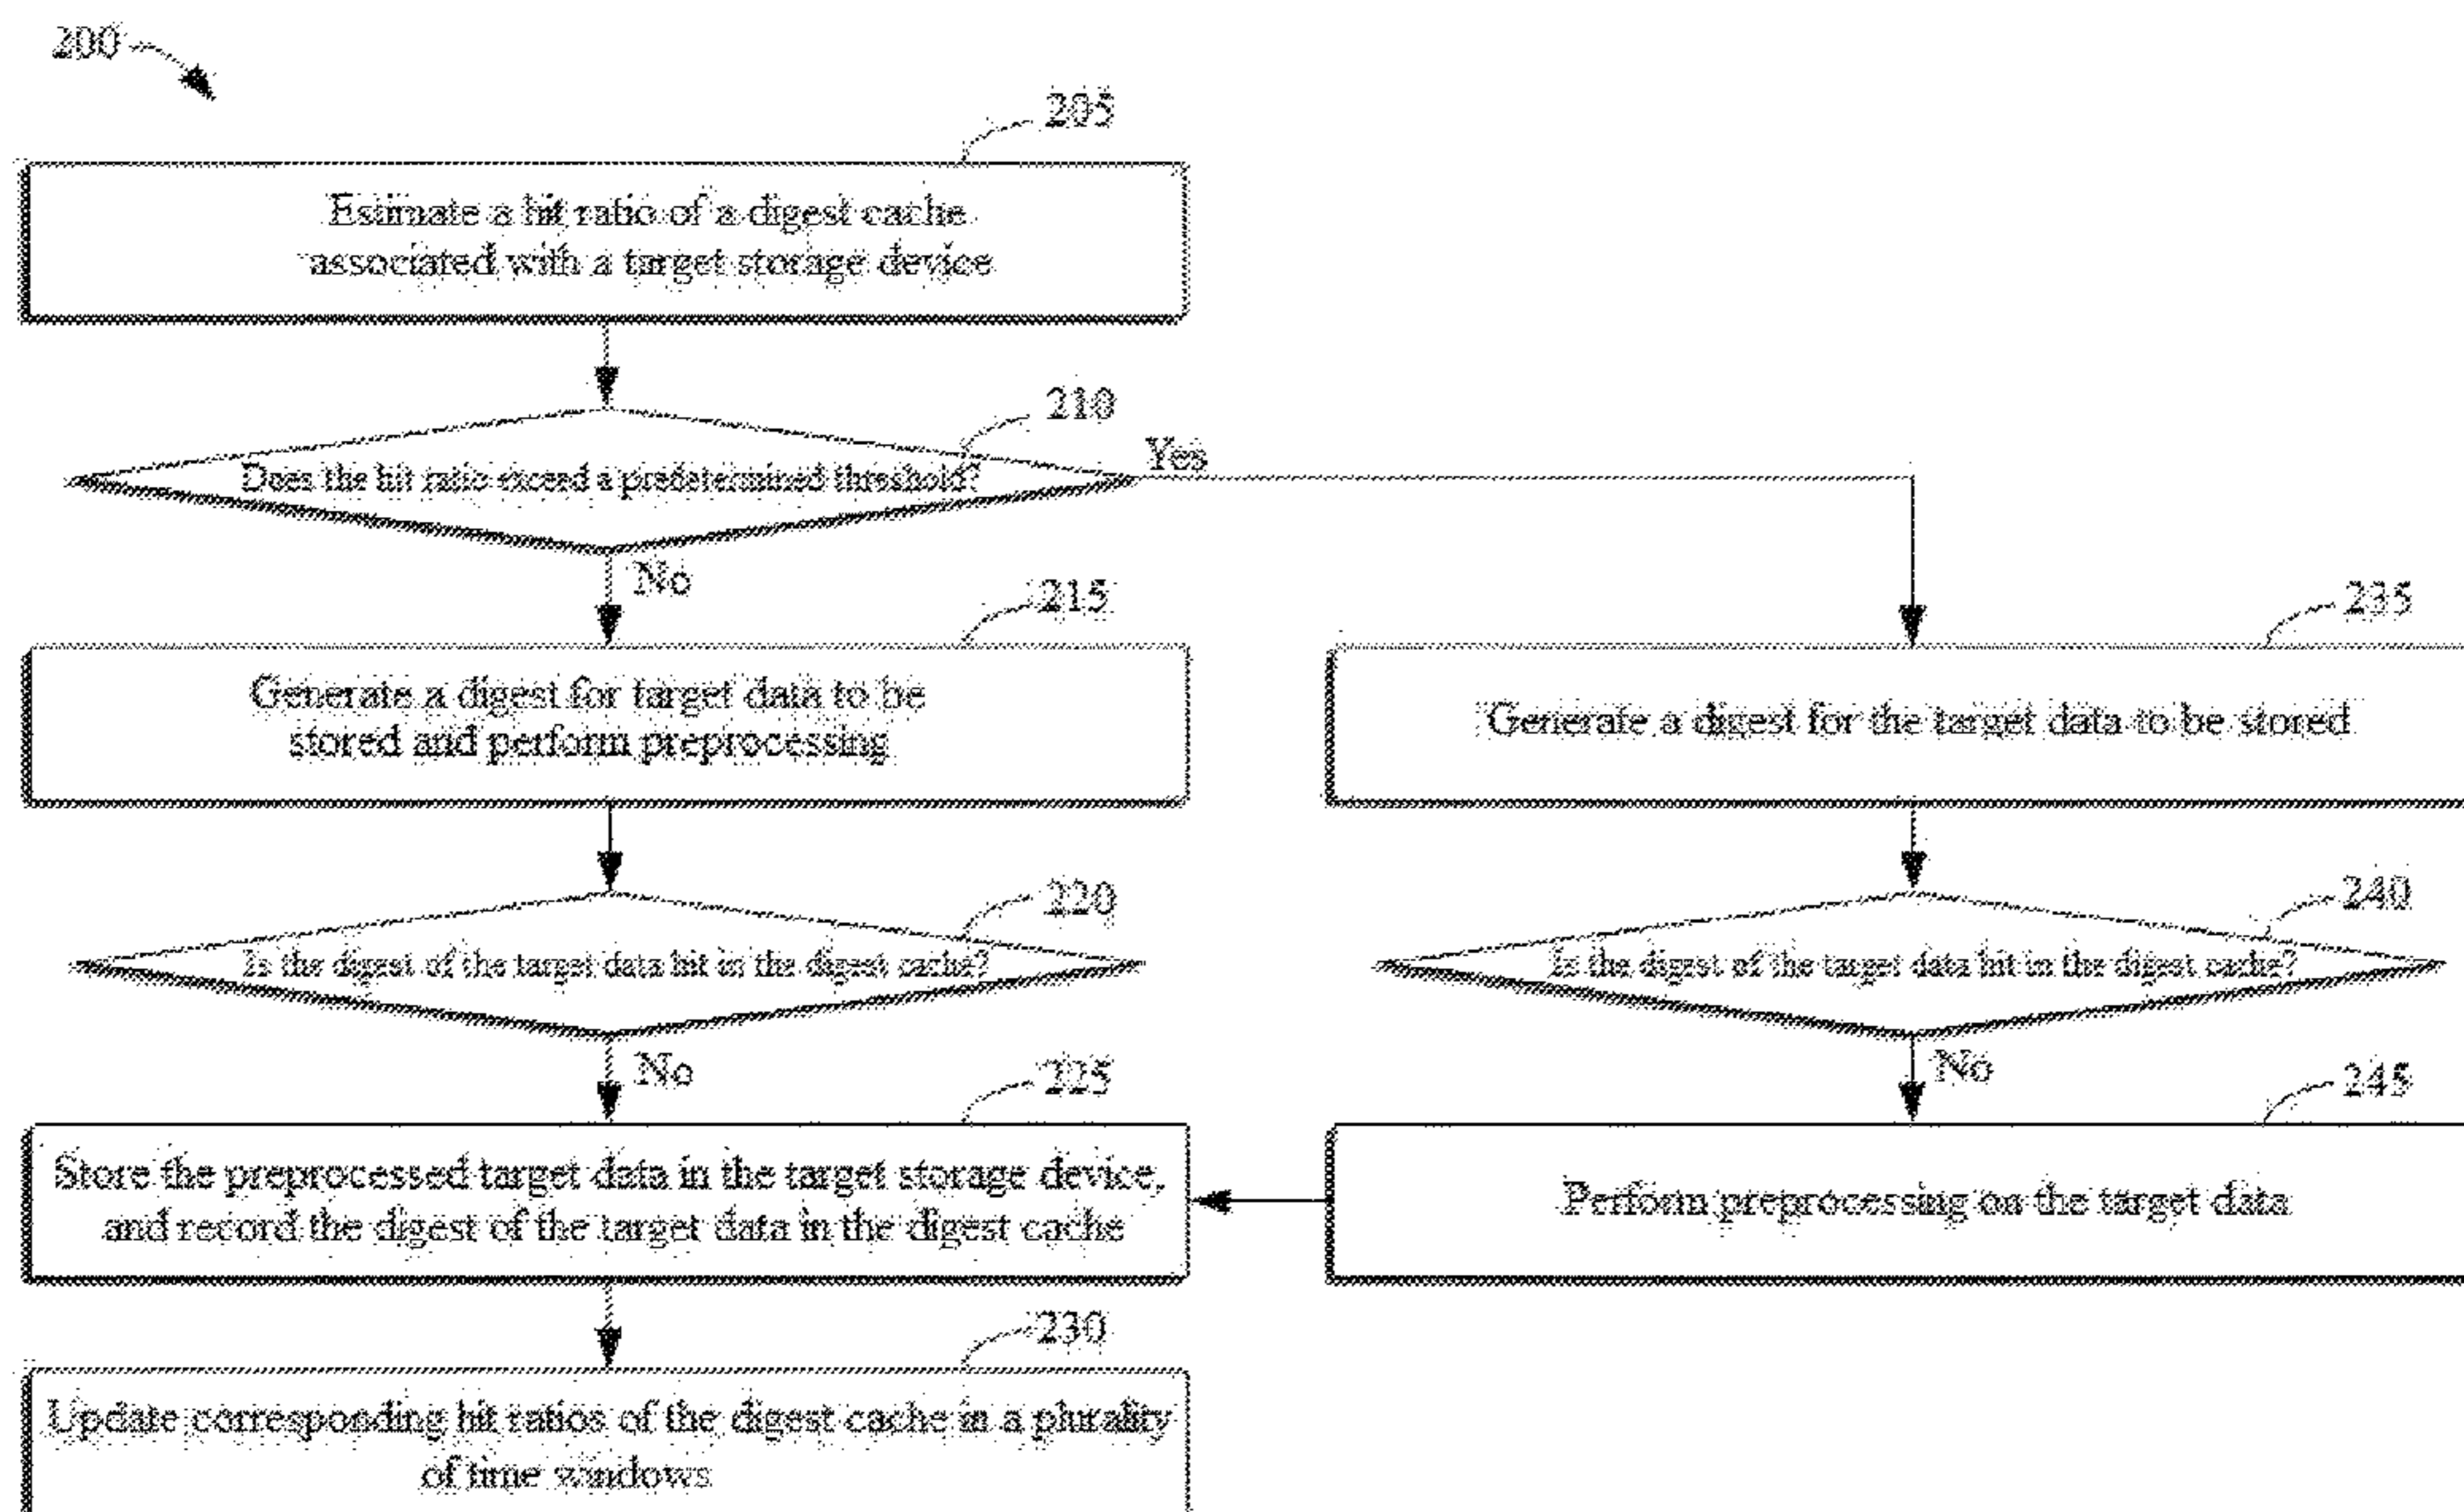 200
205
Estimate a hit ratio of a digest cache
associated with a target storage device
210
Does the hit ratio exceed a predetermined threshold?
Yes
No
215
Generate a digest for target data to be
stored and perform preprocessing
235
Generate a digest for the target data to be stored
220
Is the digest of the target data hit in the digest cache?
240
Is the digest of the target data hit in the digest cache?
No
No
225
Store the preprocessed target data in the target storage device,
and record the digest of the target data in the digest cache
245
Perform preprocessing on the target data
230
Update corresponding hit ratios of the digest cache in a plurality
of time windows